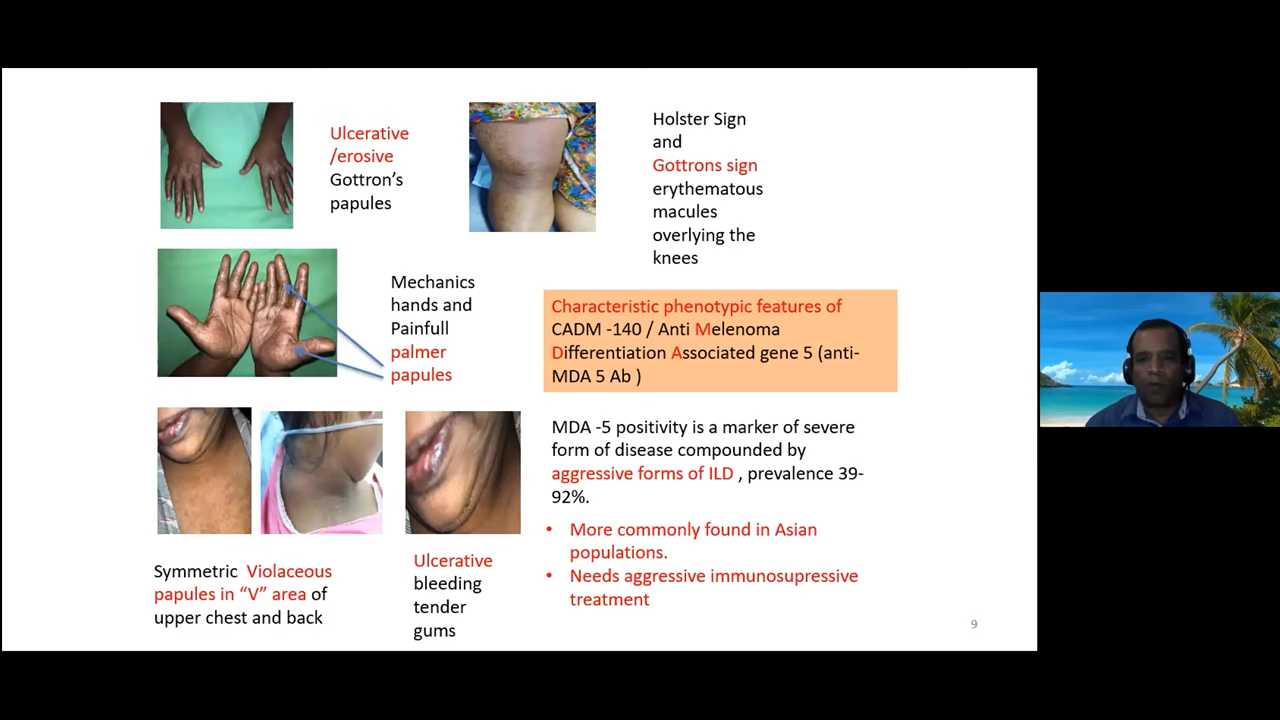 Ulcerative
/erosive
Gottron’s
papules
Holster Sign
and
Gottrons sign
erythematous
macules
overlying the
knees
Mechanics
hands and
Painfull
palmer
papules
Characteristic phenotypic features of
CADM -140 / Anti Melenoma
Differentiation Associated gene 5 (anti-
MDA 5 Ab )
Symmetric Violaceous
papules in “V” area of
upper chest and back
Ulcerative
bleeding
tender
gums
MDA -5 positivity is a marker of severe
form of disease compounded by
aggressive forms of ILD , prevalence 39-
92%.
• More commonly found in Asian
populations.
• Needs aggressive immunosupressive
treatment
9